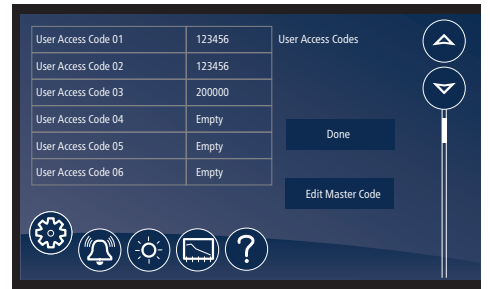 User Access Code 01 123456 User Access Codes
User Access Code 02 123456
User Access Code 03 200000
User Access Code 04 Empty
Done
User Access Code 05 Empty
User Access Code 06 Empty
Edit Master Code
?